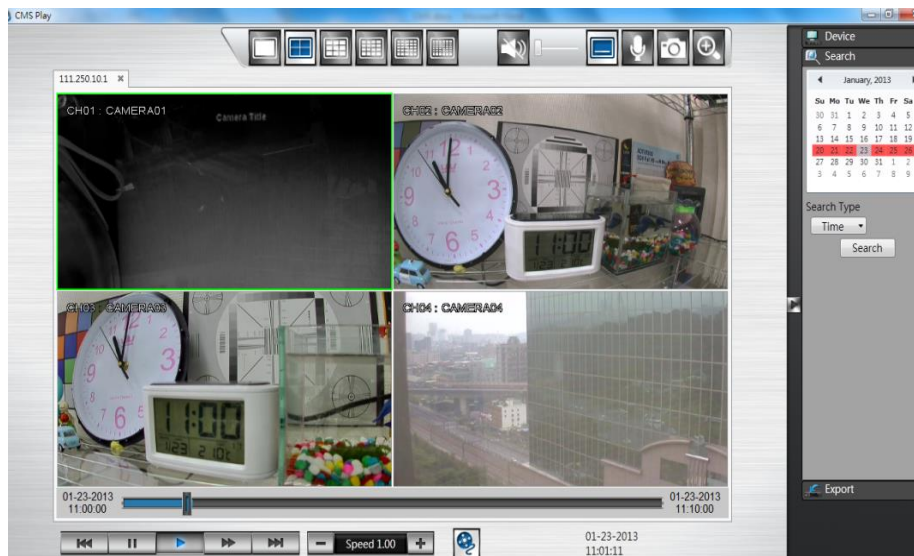 CMS Play
Device
Search
111.250.10.1 ✖
January, 2013
Su Mo Tu We Th Fr Sa
30 31 1 2 3 4 5
6 7 8 9 10 11 12
13 14 15 16 17 18 19
20 21 22 23 24 25 26
27 28 29 30 31 1 2
3 4 5 6 7 8 9
CH01 : CAMERA01
Camera Title
CH02 : CAMERA02
11:00
Search Type
Time
Search
CH03 : CAMERA03
CH04 : CAMERA04
11:00
1/23
Export
01-23-2013
11:00:00
01-23-2013
11:10:00
Speed 1.00
01-23-2013
11:01:11